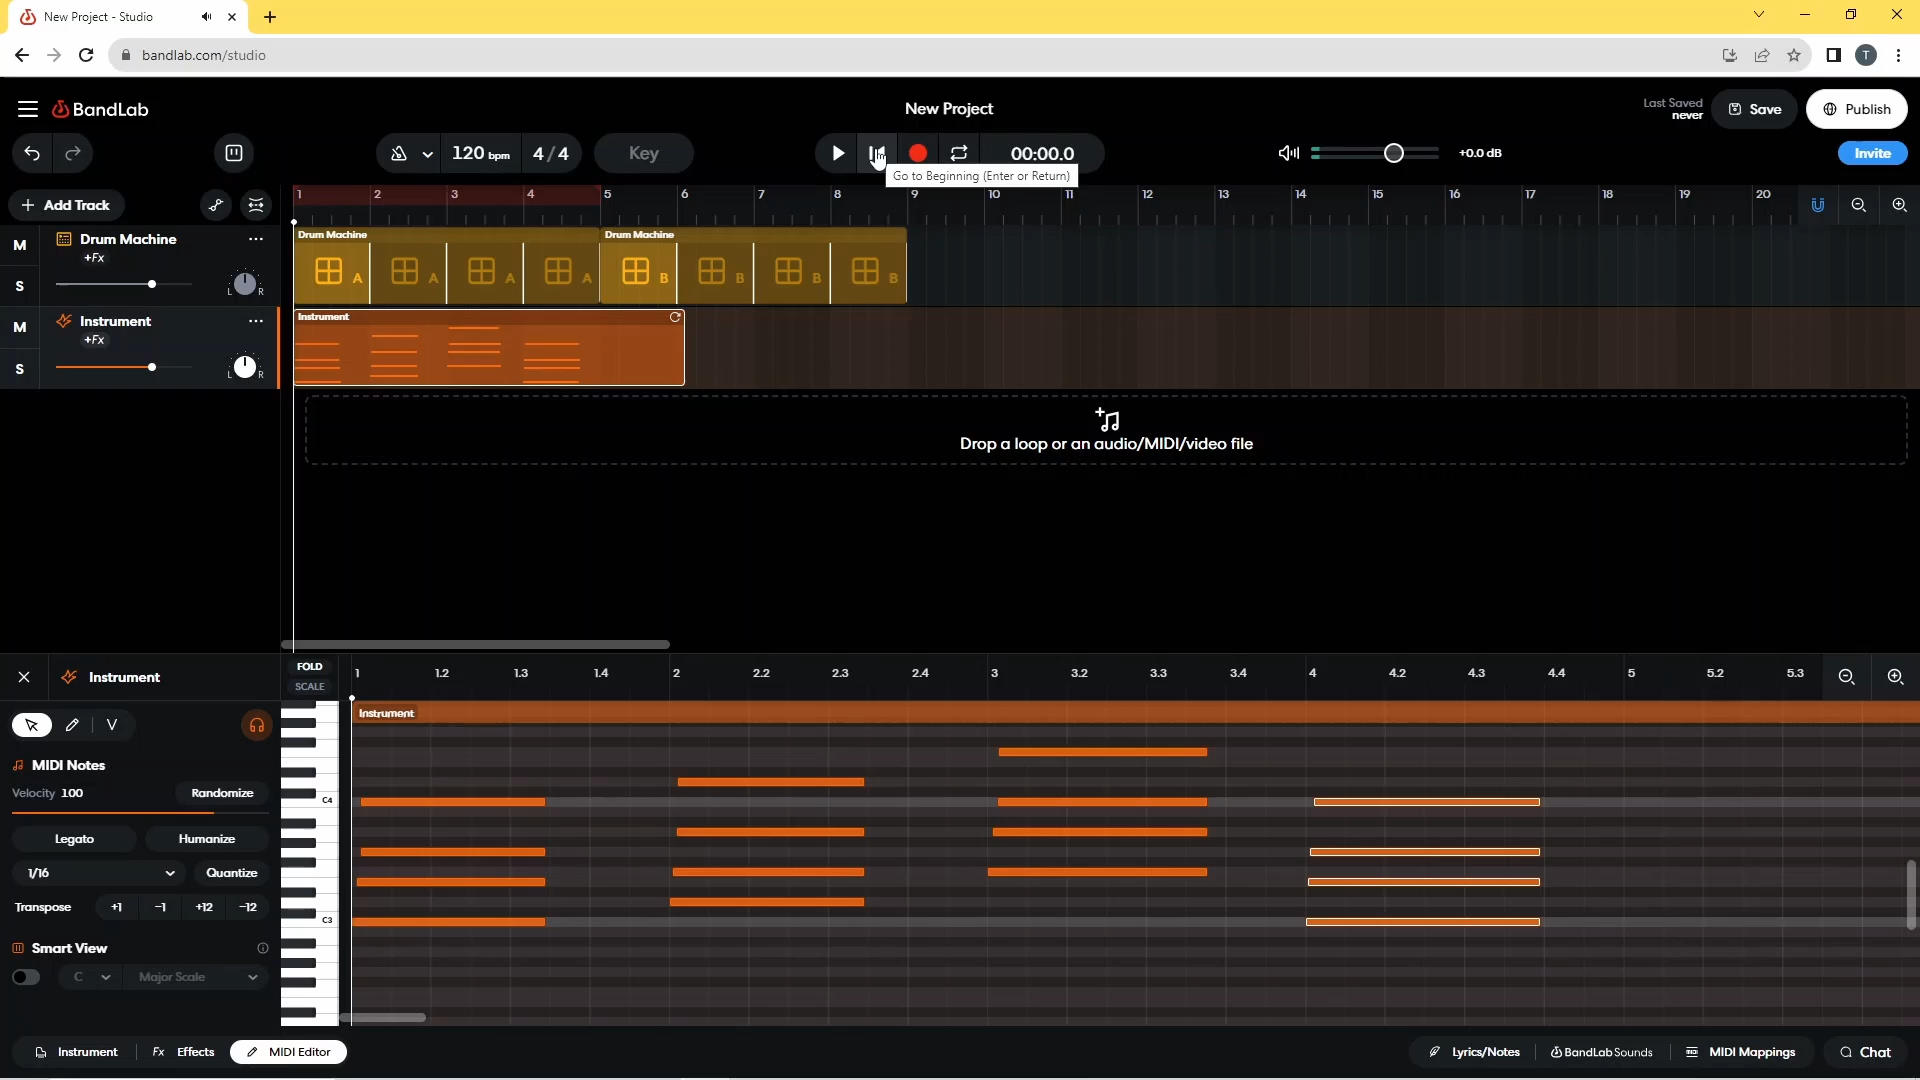 New Project - Studio
bandlab.com/studio
T
BandLab
New Project
Last Saved
never
Save
Publish
120 bpm
4 / 4
Key
00:00.0
+0.0 dB
Invite
Go to Beginning (Enter or Return)
Add Track
1 2 3 4 5 6 7 8 9 10 11 12 13 14 15 16 17 18 19 20
M
Drum Machine
+Fx
S
L R
Drum Machine Drum Machine
A A A A B B B B
M
Instrument
+Fx
S
L R
Instrument
Drop a loop or an audio/MIDI/video file
Instrument
FOLD
SCALE
1 1.2 1.3 1.4 2 2.2 2.3 2.4 3 3.2 3.3 3.4 4 4.2 4.3 4.4 5 5.2 5.3
Instrument
V
MIDI Notes
Velocity 100
Randomize
Legato
Humanize
1/16
Quantize
Transpose +1 -1 +12 -12
Smart View
C
Major Scale
C4
C3
Instrument
Fx Effects
MIDI Editor
Lyrics/Notes
BandLab Sounds
MIDI Mappings
Chat